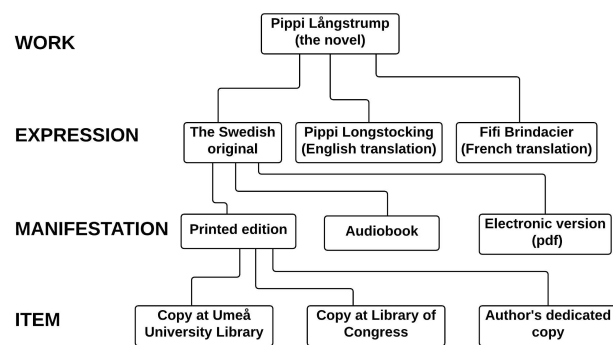 Pippi Långstrump
(the novel)
WORK
EXPRESSION
The Swedish
original
Pippi Longstocking
(English translation)
Fifi Brindacier
(French translation)
MANIFESTATION
Printed edition
Audiobook
Electronic version
(pdf)
ITEM
Copy at Umeå
University Library
Copy at Library of
Congress
Author's dedicated
copy